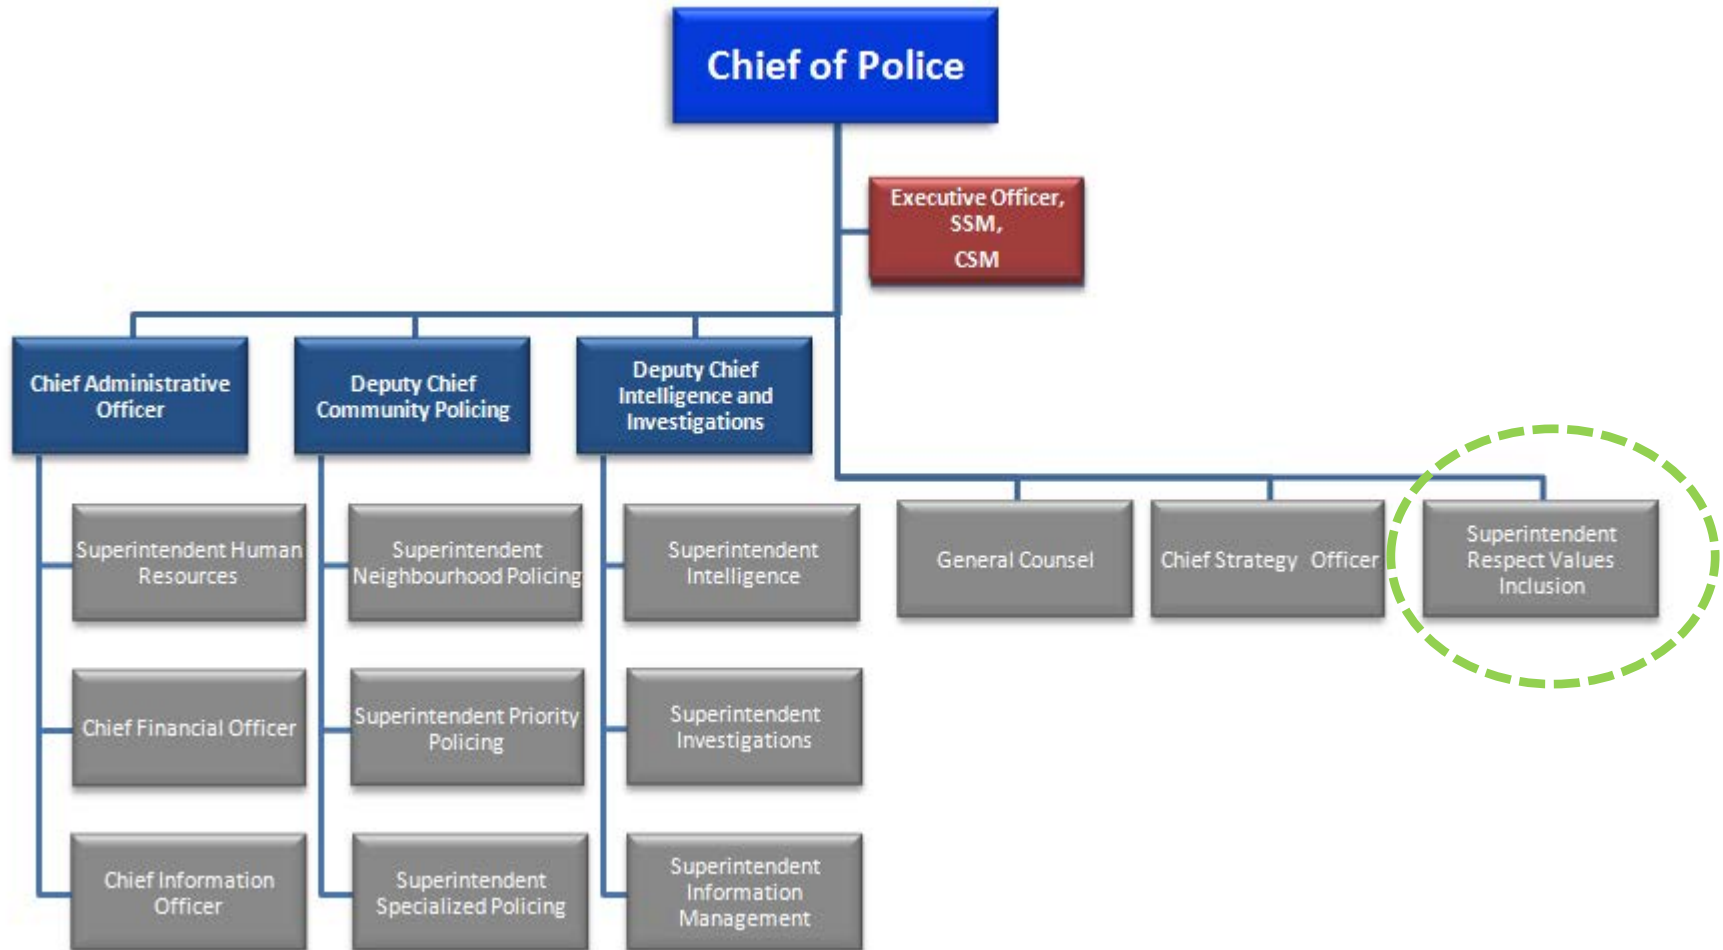 Chief of Police
Executive Officer,
SSM,
CSM
Chief Administrative
Officer
Deputy Chief
Community Policing
Deputy Chief
Intelligence and
Investigations
Superintendent Human
Resources
Superintendent
Neighbourhood Policing
Superintendent
Intelligence
General Counsel
Chief Strategy Officer
Superintendent
Respect Values
Inclusion
Chief Financial Officer
Superintendent Priority
Policing
Superintendent
Investigations
Chief Information
Officer
Superintendent
Specialized Policing
Superintendent
Information
Management